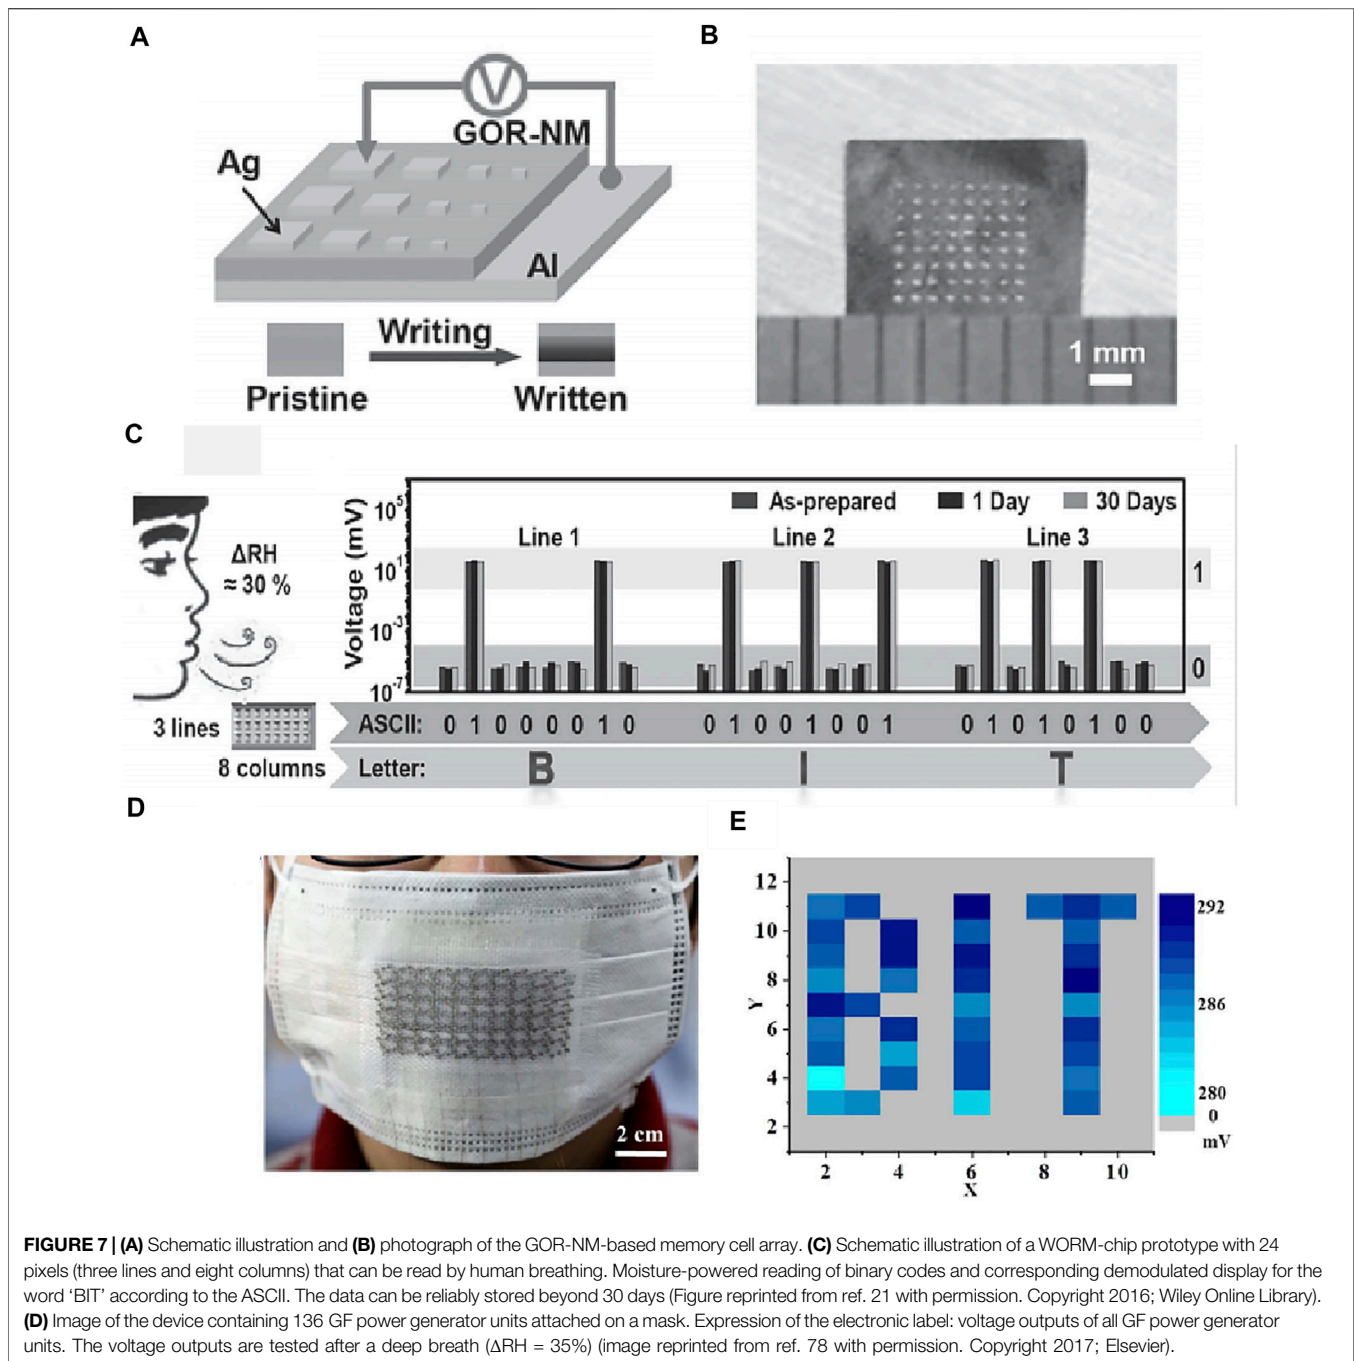 A
V
GOR-NM
Ag
Al
Writing
Pristine
Written
B
1 mm
C
ΔRH
≈ 30 %
3 lines
8 columns
Voltage (mV)
10⁵
10¹
10⁻³
10⁻⁷
As-prepared
1 Day
30 Days
Line 1
Line 2
Line 3
1
0
ASCII: 0 1 0 0 0 0 1 0 0 1 0 0 1 0 0 1 0 1 0 1 0 1 0 0
Letter: B I T
D
2 cm
E
Y
12
10
8
6
4
2
2 4 6 8 10
X
292
286
280
0
mV
FIGURE 7 | (A) Schematic illustration and (B) photograph of the GOR-NM-based memory cell array. (C) Schematic illustration of a WORM-chip prototype with 24
pixels (three lines and eight columns) that can be read by human breathing. Moisture-powered reading of binary codes and corresponding demodulated display for the
word ‘BIT’ according to the ASCII. The data can be reliably stored beyond 30 days (Figure reprinted from ref. 21 with permission. Copyright 2016; Wiley Online Library).
(D) Image of the device containing 136 GF power generator units attached on a mask. Expression of the electronic label: voltage outputs of all GF power generator
units. The voltage outputs are tested after a deep breath (ΔRH = 35%) (image reprinted from ref. 78 with permission. Copyright 2017; Elsevier).